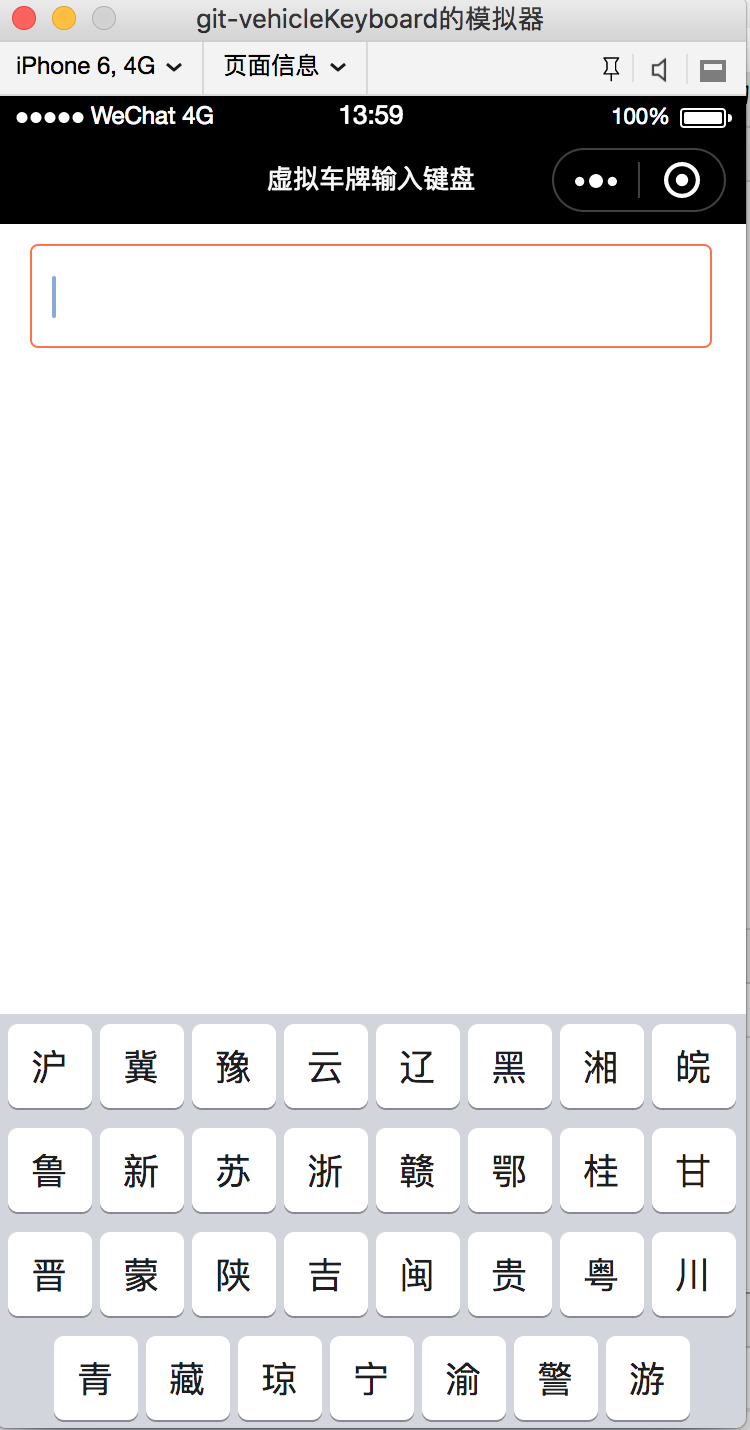 git-vehicleKeyboard的模拟器
iPhone 6, 4G 页面信息
WeChat 4G 13:59 100%
虚拟车牌输入键盘
沪 冀 豫 云 辽 黑 湘 皖
鲁 新 苏 浙 赣 鄂 桂 甘
晋 蒙 陕 吉 闽 贵 粤 川
青 藏 琼 宁 渝 警 游